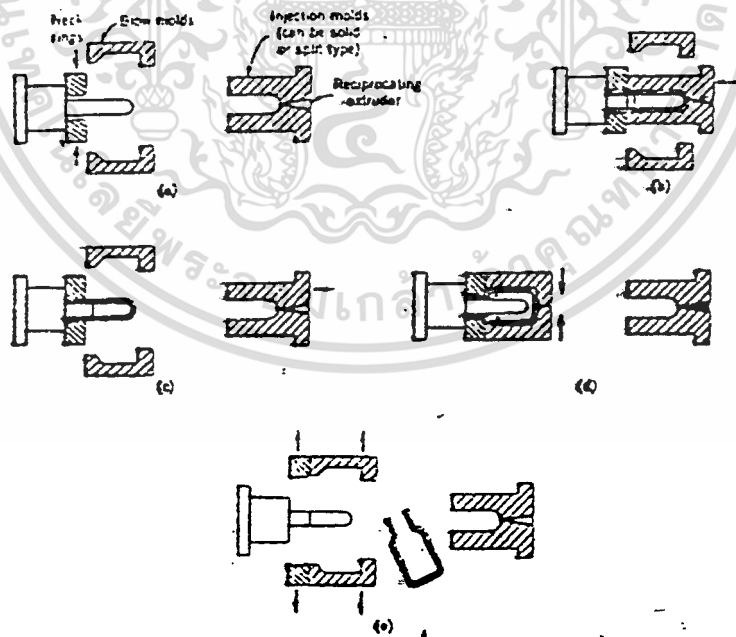 Neck rings
Blow molds
Injection molds
(can be solid
or split type)
Reciprocating
extruder
(a)
(b)
(c)
(d)
(e)